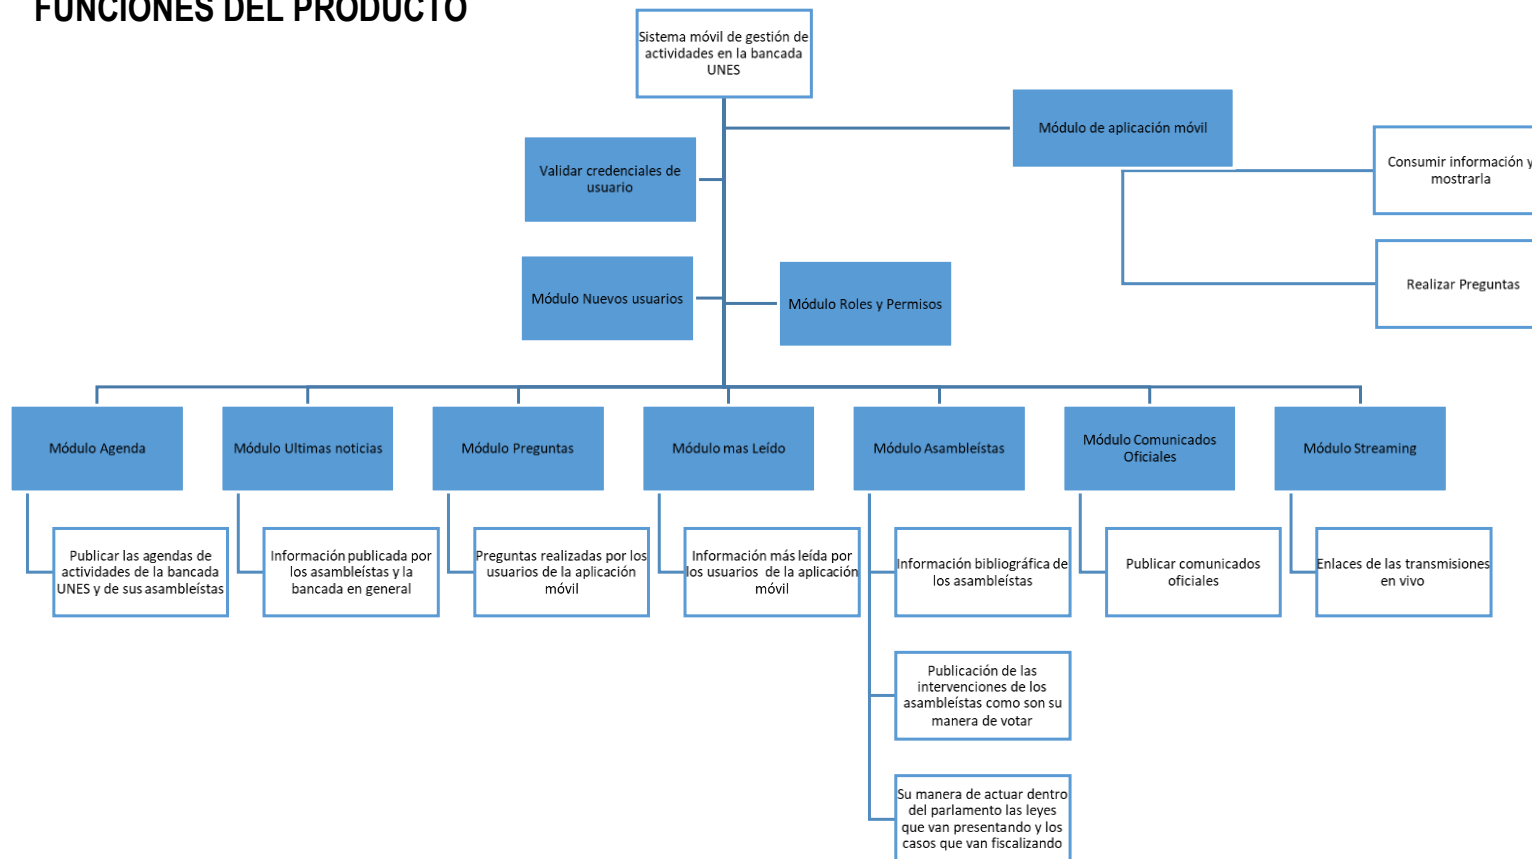 FUNCIONES DEL PRODUCTO
Sistema móvil de gestión de
actividades en la bancada
UNES
Módulo de aplicación móvil
Consumir información y
mostrarla
Validar credenciales de
usuario
Realizar Preguntas
Módulo Nuevos usuarios
Módulo Roles y Permisos
Módulo Agenda
Módulo Ultimas noticias
Módulo Preguntas
Módulo mas Leído
Módulo Asambleístas
Módulo Comunicados
Oficiales
Módulo Streaming
Publicar las agendas de
actividades de la bancada
UNES y de sus asambleístas
Información publicada por
los asambleístas y la
bancada en general
Preguntas realizadas por los
usuarios de la aplicación
móvil
Información más leída por
los usuarios de la aplicación
móvil
Información bibliográfica de
los asambleístas
Publicar comunicados
oficiales
Enlaces de las transmisiones
en vivo
Publicación de las
intervenciones de los
asambleístas como son su
manera de votar
Su manera de actuar dentro
del parlamento las leyes
que van presentando y los
casos que van fiscalizando